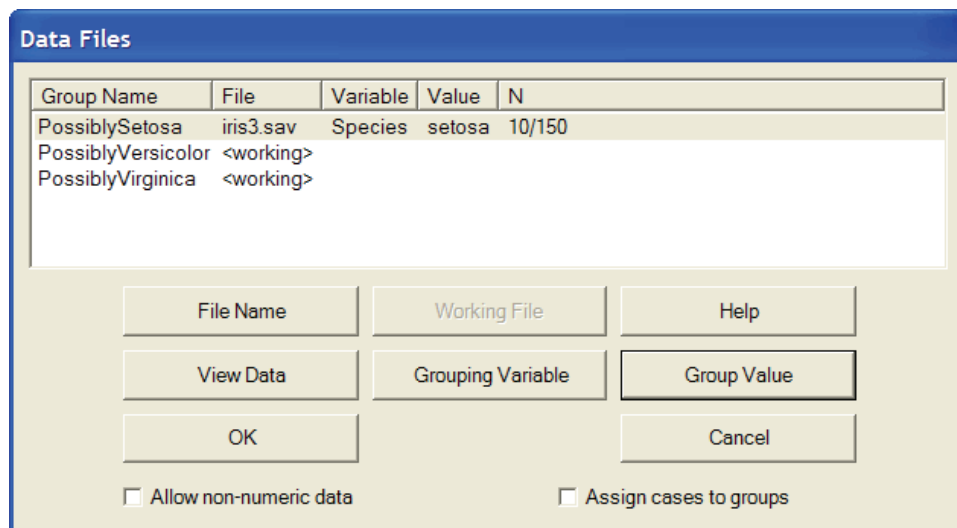 Data Files
Group Name File Variable Value N
PossiblySetosa iris3.sav Species setosa 10/150
PossiblyVersicolor <working>
PossiblyVirginica <working>
File Name Working File Help
View Data Grouping Variable Group Value
OK Cancel
Allow non-numeric data Assign cases to groups